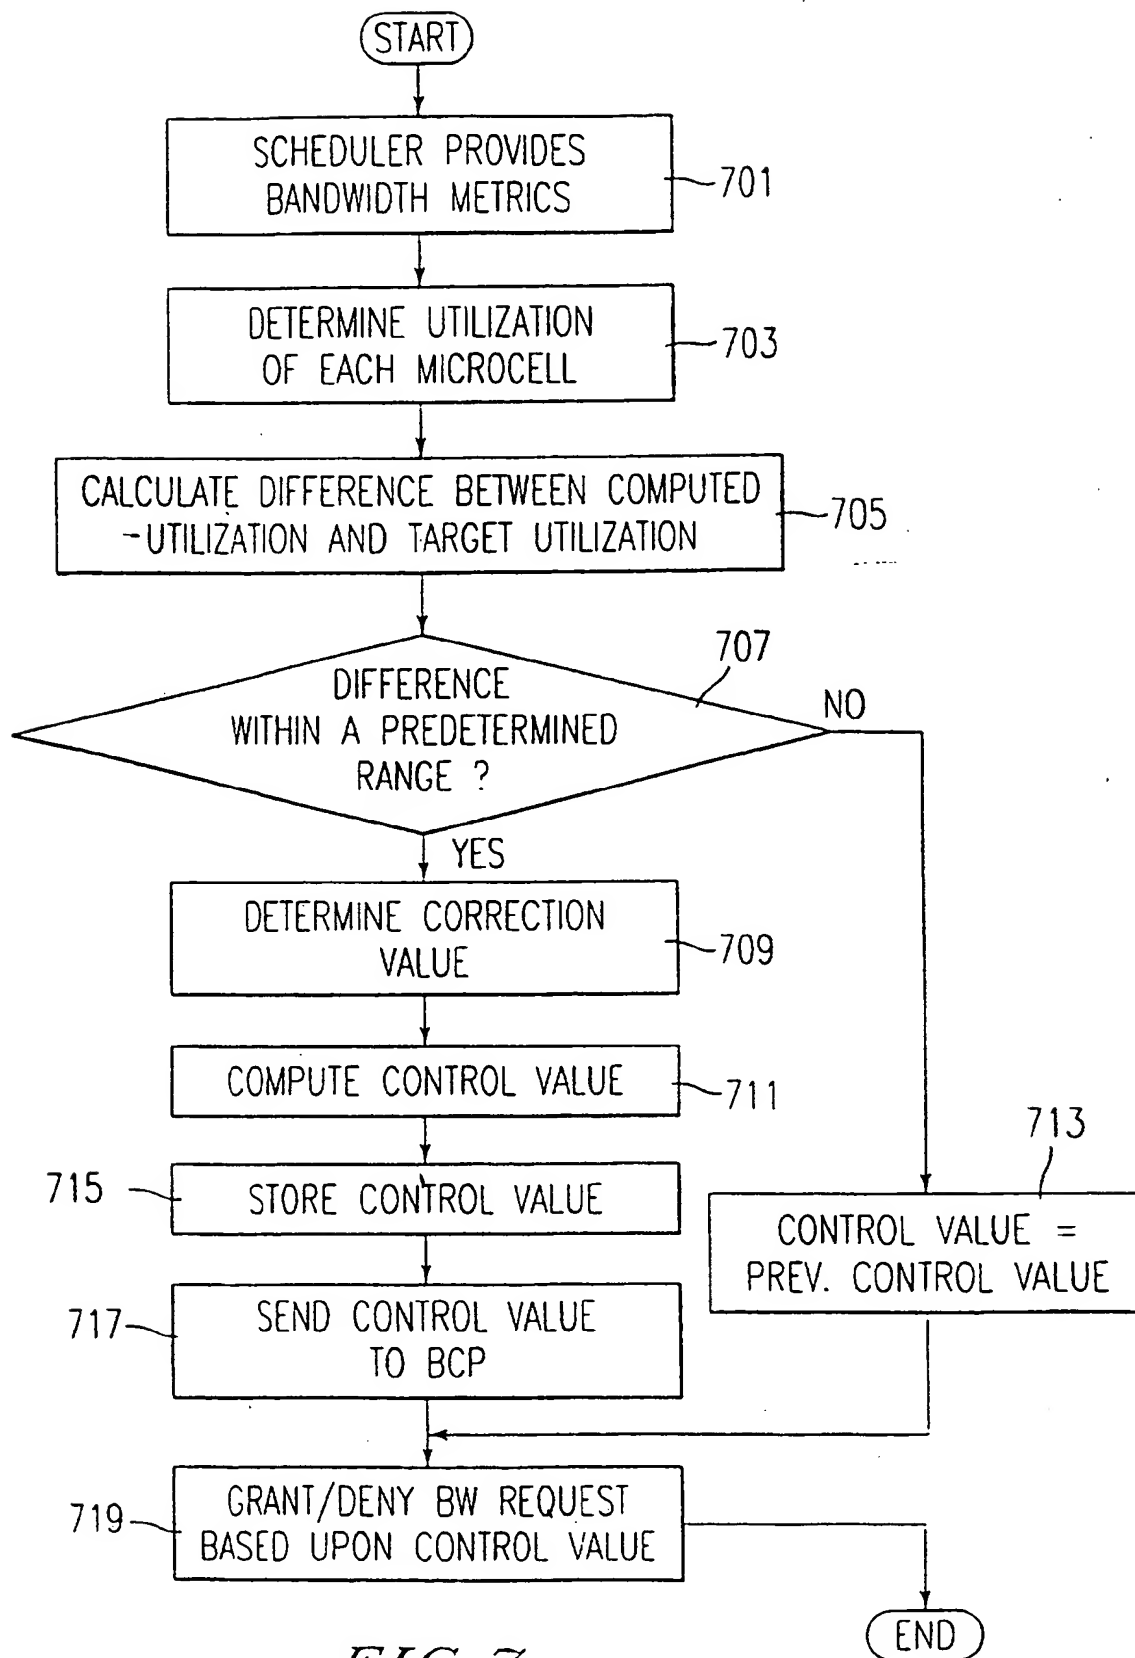 START
SCHEDULER PROVIDES
BANDWIDTH METRICS
701
DETERMINE UTILIZATION
OF EACH MICROCELL
703
CALCULATE DIFFERENCE BETWEEN COMPUTED
-UTILIZATION AND TARGET UTILIZATION
705
707
DIFFERENCE
WITHIN A PREDETERMINED
RANGE ?
NO
YES
DETERMINE CORRECTION
VALUE
709
COMPUTE CONTROL VALUE
711
713
715
STORE CONTROL VALUE
CONTROL VALUE =
PREV. CONTROL VALUE
717
SEND CONTROL VALUE
TO BCP
719
GRANT/DENY BW REQUEST
BASED UPON CONTROL VALUE
END
FIG. 7